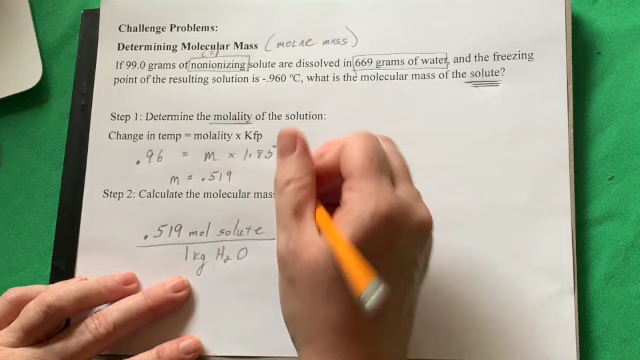 Challenge Problems:
Determining Molecular Mass (MOLAR MASS)
If 99.0 grams of nonionizing solute are dissolved in 669 grams of water, and the freezing
point of the resulting solution is -.960 °C, what is the molecular mass of the solute?
Step 1: Determine the molality of the solution:
Change in temp = molality x Kfp
.96 = m x 1.85
m = .519
Step 2: Calculate the molecular mass
.519 mol solute
1 kg H2O